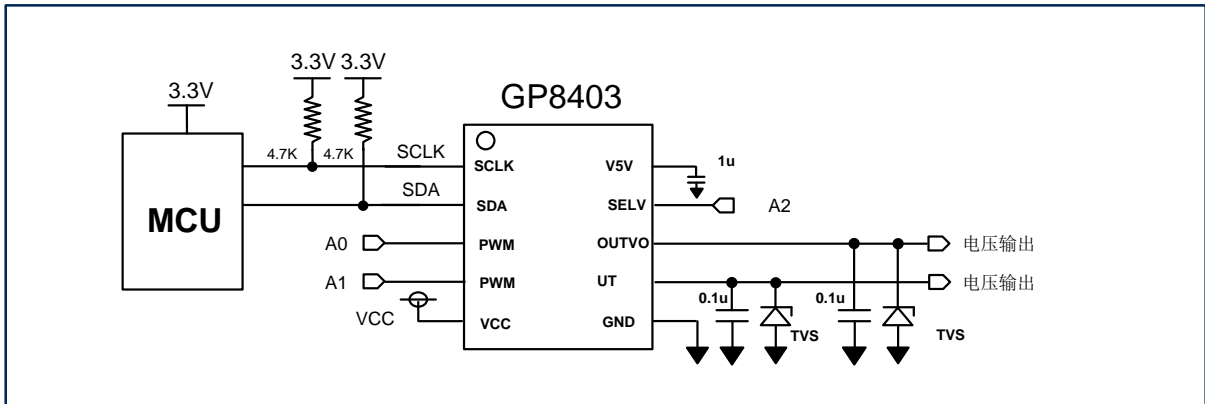 GP8403
3.3V
3.3V 3.3V
4.7K 4.7K
MCU
SCLK
SDA
A0
A1
VCC
SCLK
SDA
PWM
PWM
VCC
V5V
SELV
OUTVO
UT
GND
1u
A2
电压输出
电压输出
0.1u
TVS
0.1u
TVS